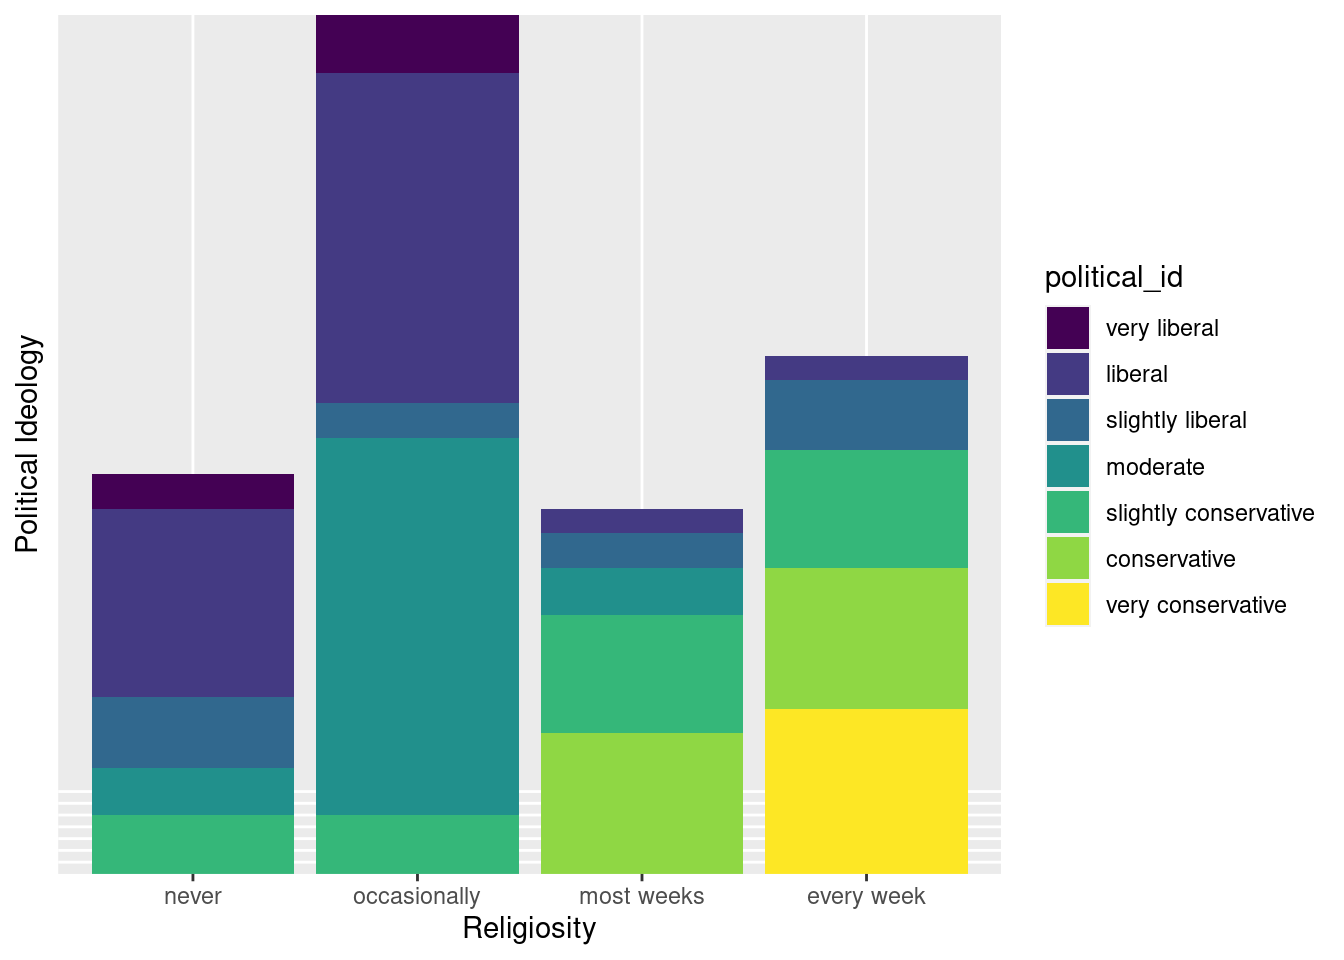 Political Ideology
never
occasionally
most weeks
every week
Religiosity
political_id
very liberal
liberal
slightly liberal
moderate
slightly conservative
conservative
very conservative